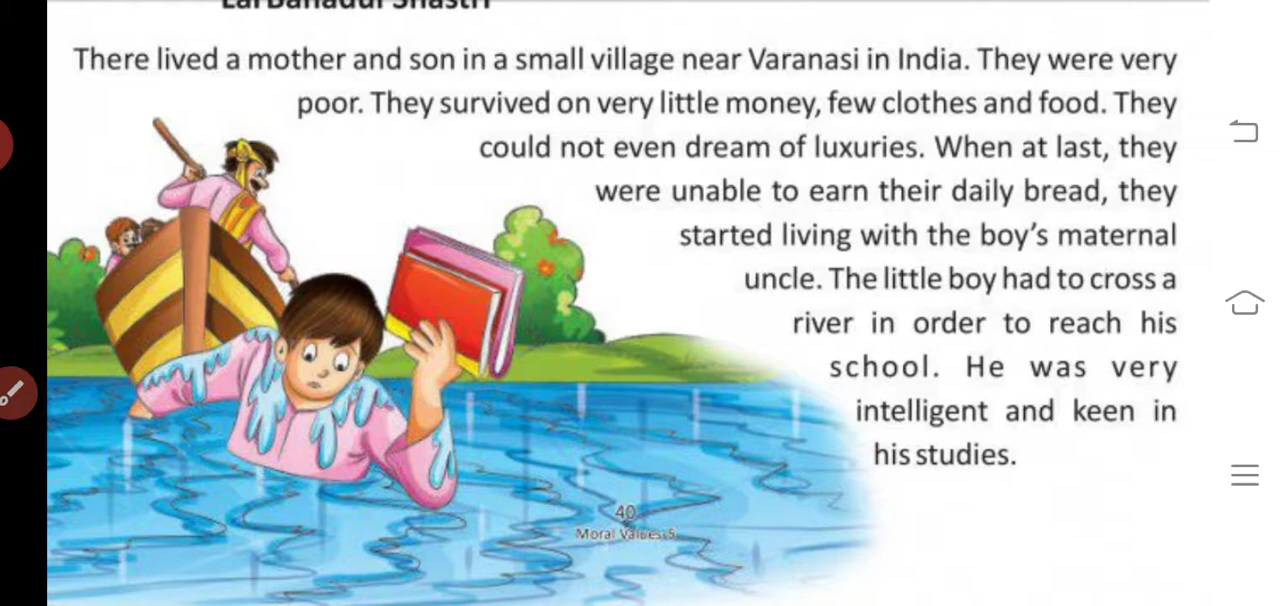 Lal Bahadur Shastri
There lived a mother and son in a small village near Varanasi in India. They were very
poor. They survived on very little money, few clothes and food. They
could not even dream of luxuries. When at last, they
were unable to earn their daily bread, they
started living with the boy's maternal
uncle. The little boy had to cross a
river in order to reach his
school. He was very
intelligent and keen in
his studies.
40
Moral Values-5